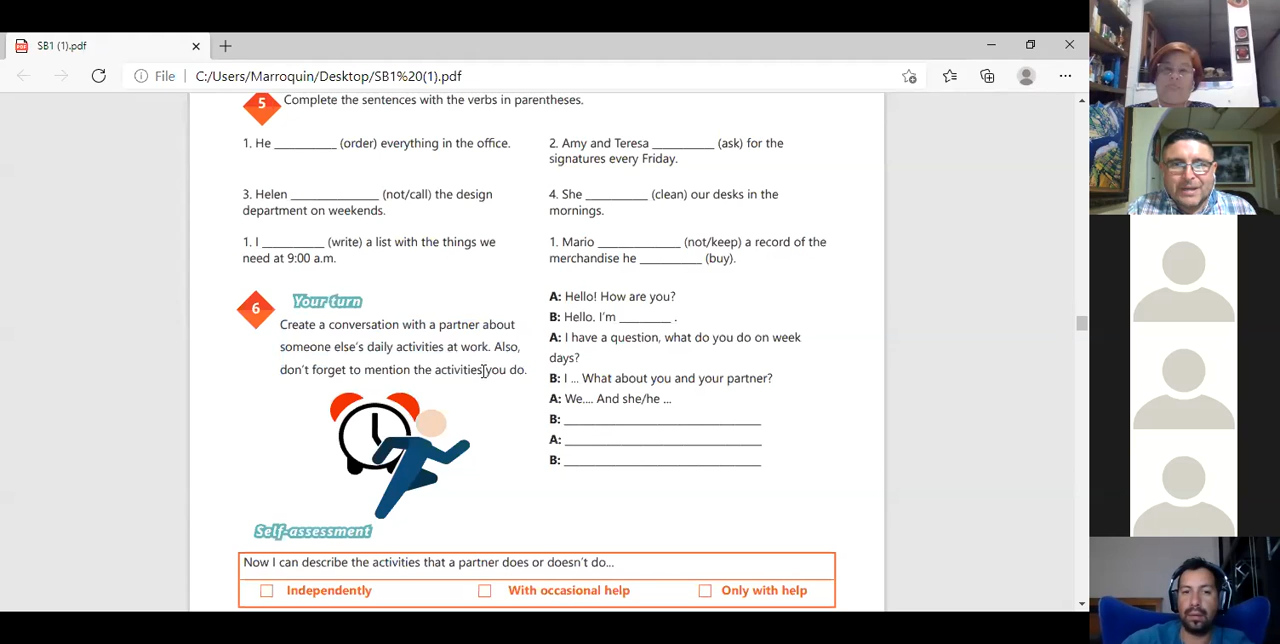 SB1 (1).pdf
File
C:/Users/Marroquin/Desktop/SB1%20(1).pdf
5
Complete the sentences with the verbs in parentheses.
1. He __________ (order) everything in the office.
2. Amy and Teresa __________ (ask) for the
signatures every Friday.
3. Helen ______________ (not/call) the design
department on weekends.
4. She __________ (clean) our desks in the
mornings.
1. I __________ (write) a list with the things we
need at 9:00 a.m.
1. Mario _____________ (not/keep) a record of the
merchandise he __________ (buy).
6
Your turn
Create a conversation with a partner about
someone else's daily activities at work. Also,
don't forget to mention the activities you do.
A: Hello! How are you?
B: Hello. I'm ________ .
A: I have a question, what do you do on week
days?
B: I ... What about you and your partner?
A: We.... And she/he ...
B: ________________________________
A: ________________________________
B: ________________________________
Self-assessment
Now I can describe the activities that a partner does or doesn't do...
Independently
With occasional help
Only with help